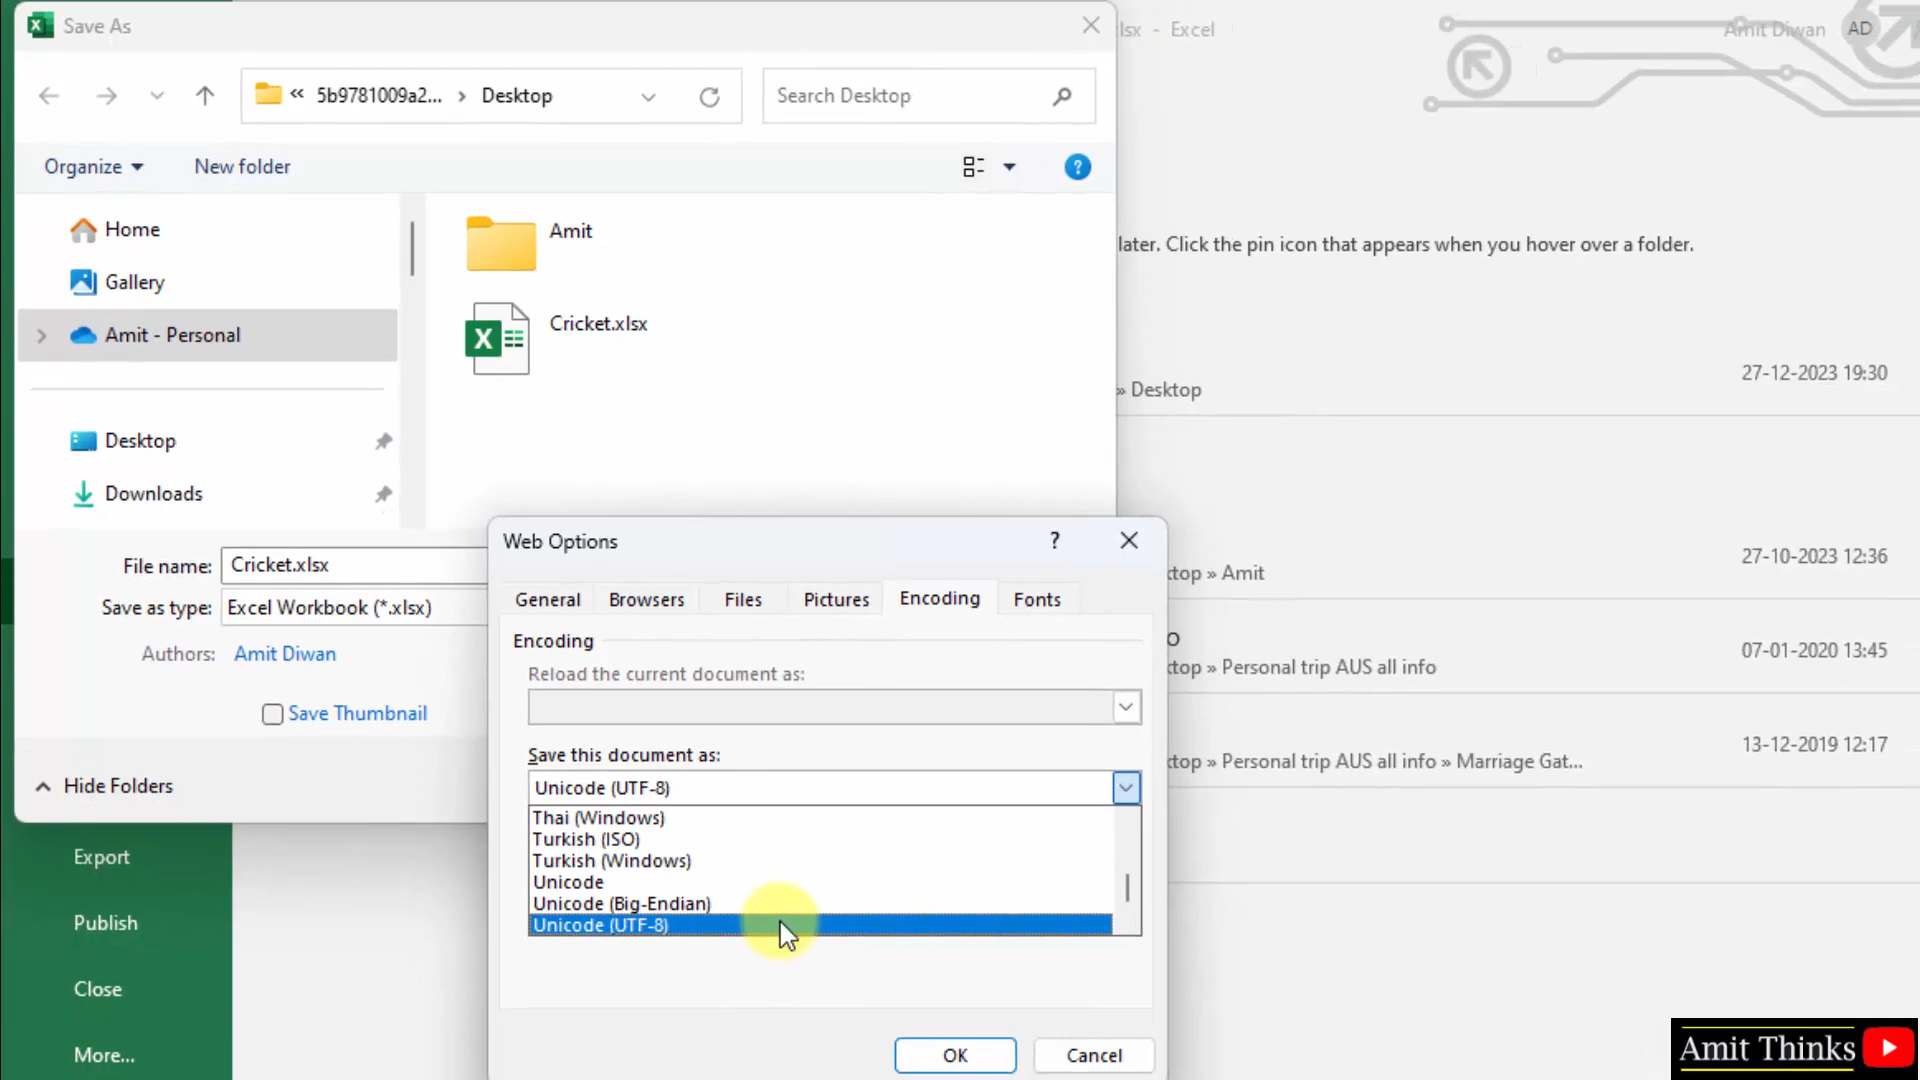 Save As
lsx - Excel
Amit Diwan AD
« 5b9781009a2... › Desktop
Search Desktop
Organize
New folder
?
Home
Gallery
Amit - Personal
Desktop
Downloads
Amit
X Cricket.xlsx
later. Click the pin icon that appears when you hover over a folder.
27-12-2023 19:30
» Desktop
27-10-2023 12:36
top » Amit
07-01-2020 13:45
top » Personal trip AUS all info
13-12-2019 12:17
top » Personal trip AUS all info » Marriage Gat...
File name: Cricket.xlsx
Save as type: Excel Workbook (*.xlsx)
Authors: Amit Diwan
Save Thumbnail
Hide Folders
Web Options
?
General Browsers Files Pictures Encoding Fonts
Encoding
Reload the current document as:
Save this document as:
Unicode (UTF-8)
Thai (Windows)
Turkish (ISO)
Turkish (Windows)
Unicode
Unicode (Big-Endian)
Unicode (UTF-8)
OK Cancel
Export
Publish
Close
More...
Amit Thinks